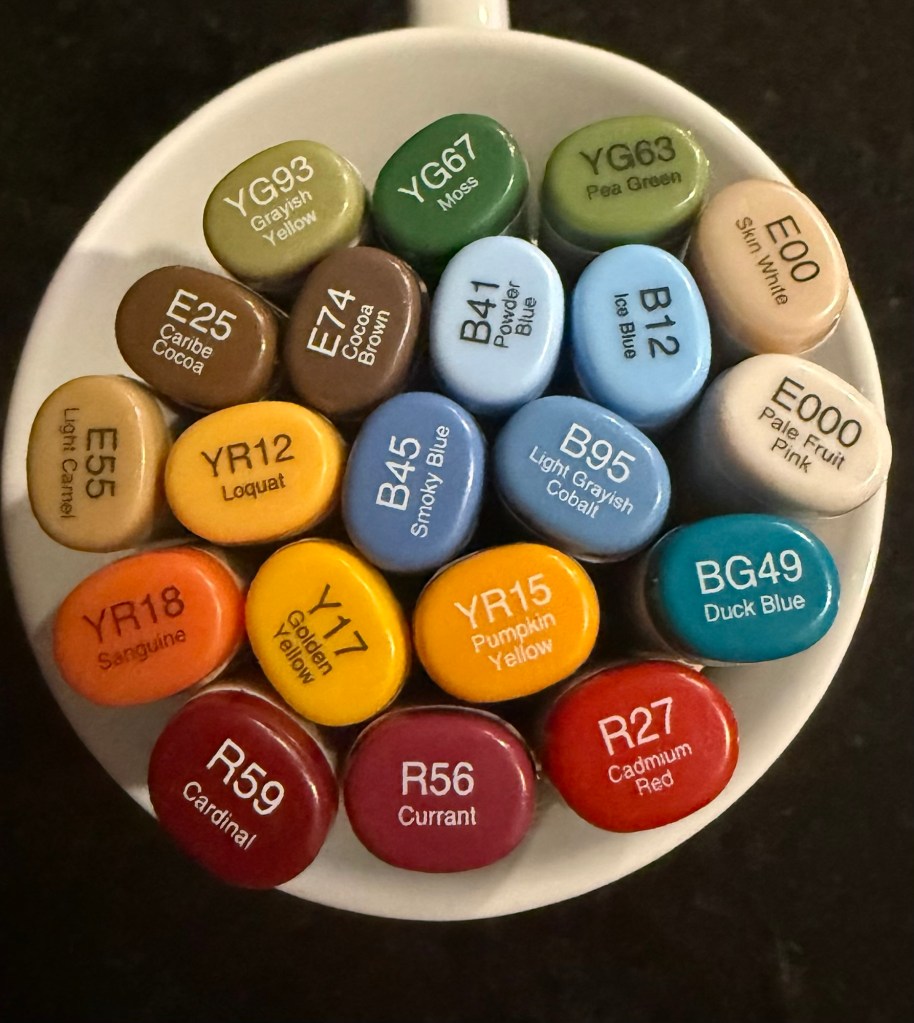 YG93
Grayish
Yellow
YG67
Moss
YG63
Pea Green
E00
Skin White
E25
Caribe
Cocoa
E74
Cocoa
Brown
B41
Powder
Blue
B12
Ice Blue
E000
Pale Fruit
Pink
E55
Light Camel
YR12
Loquat
B45
Smoky Blue
B95
Light Grayish
Cobalt
BG49
Duck Blue
YR18
Sanguine
Y17
Golden
Yellow
YR15
Pumpkin
Yellow
R59
Cardinal
R56
Currant
R27
Cadmium
Red